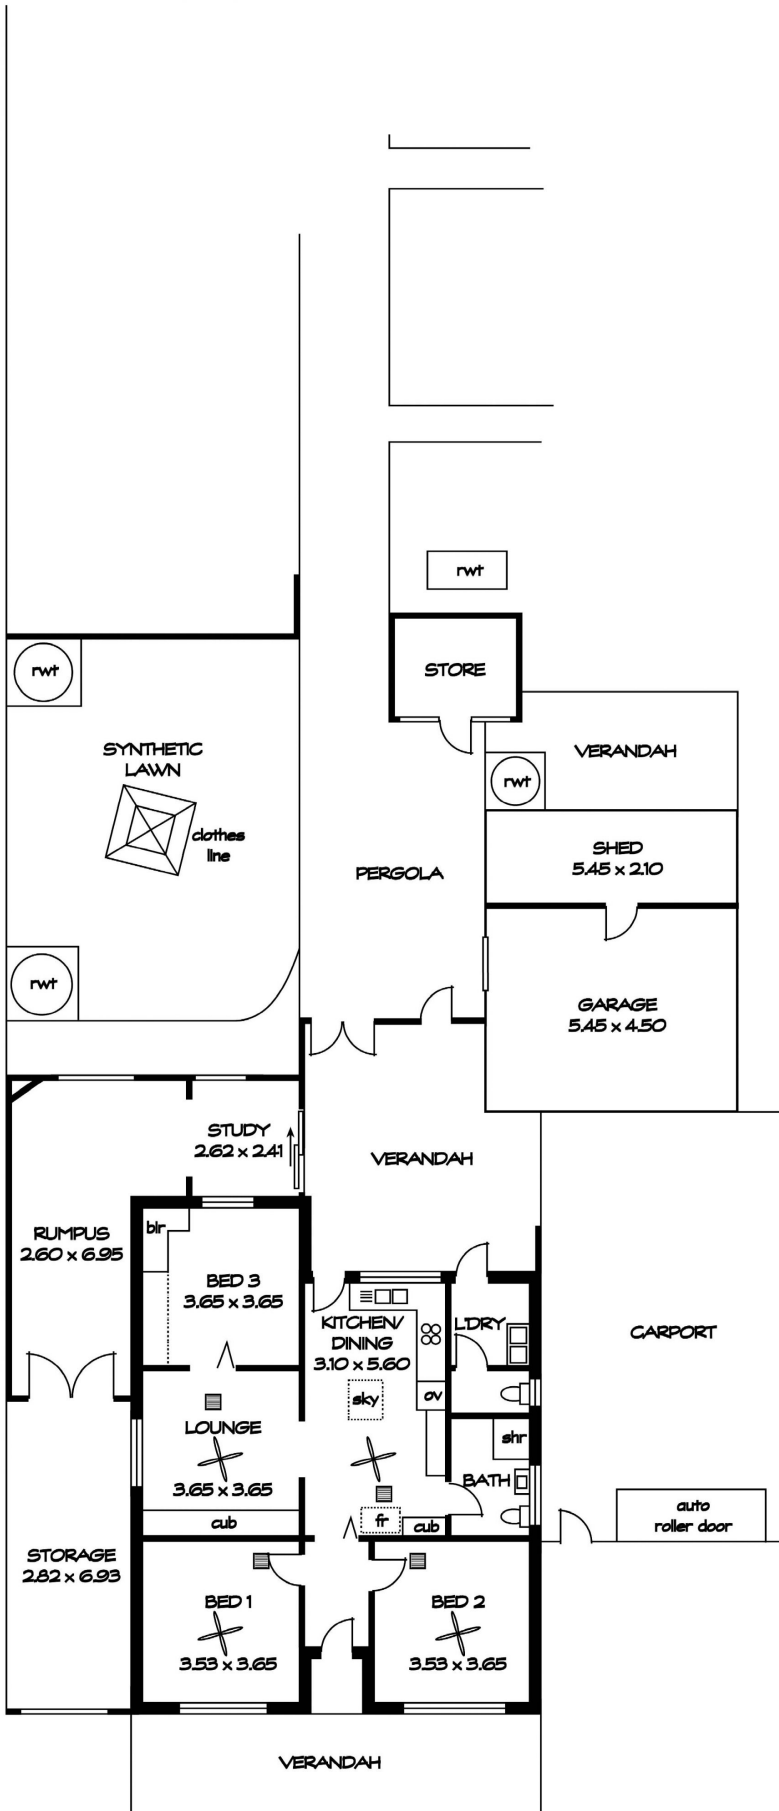 rwt
STORE
rwt
SYNTHETIC
LAWN
VERANDAH
rwt
clothes
line
SHED
5.45 x 2.10
PERGOLA
rwt
GARAGE
5.45 x 4.50
STUDY
2.62 x 2.41
VERANDAH
RUMPUS
2.60 x 6.95
bir
BED 3
3.65 x 3.65
KITCHEN/
DINING
3.10 x 5.60
L'DRY
CARPORT
sky
ov
LOUNGE
3.65 x 3.65
shr
BATH
cub
fr
cub
auto
roller door
STORAGE
2.82 x 6.93
BED 1
3.53 x 3.65
BED 2
3.53 x 3.65
VERANDAH